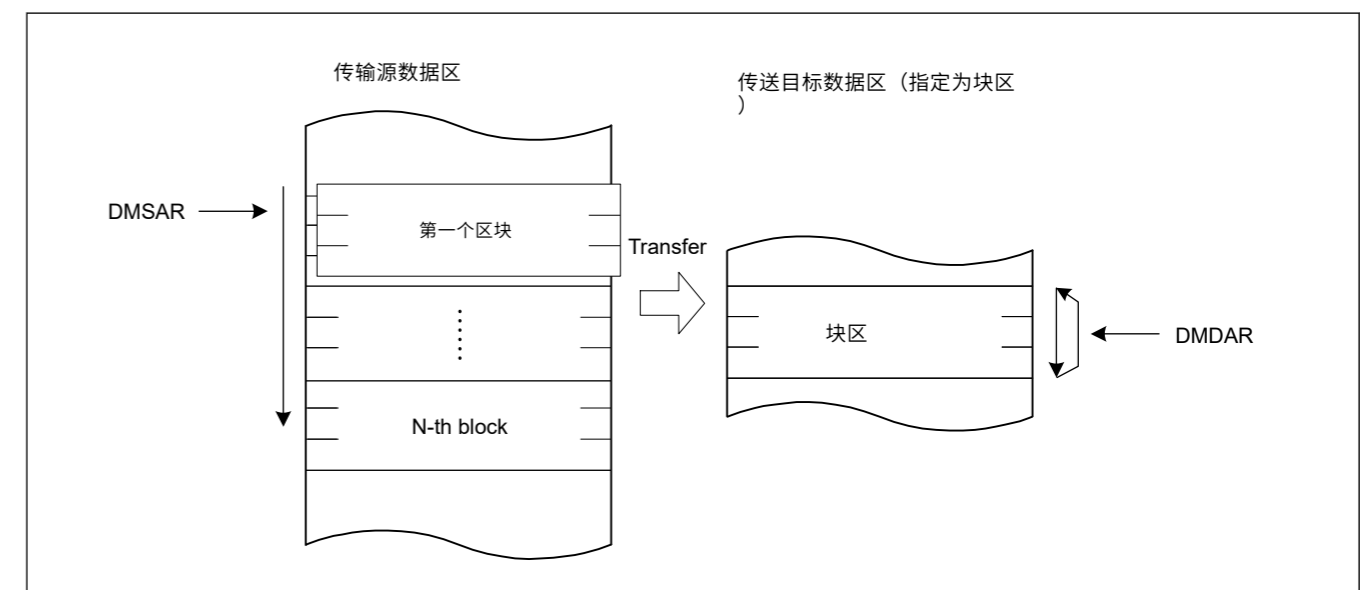 传输源数据区
传送目标数据区（指定为块区
）
DMSAR
第一个区块
Transfer
块区
DMDAR
N-th block